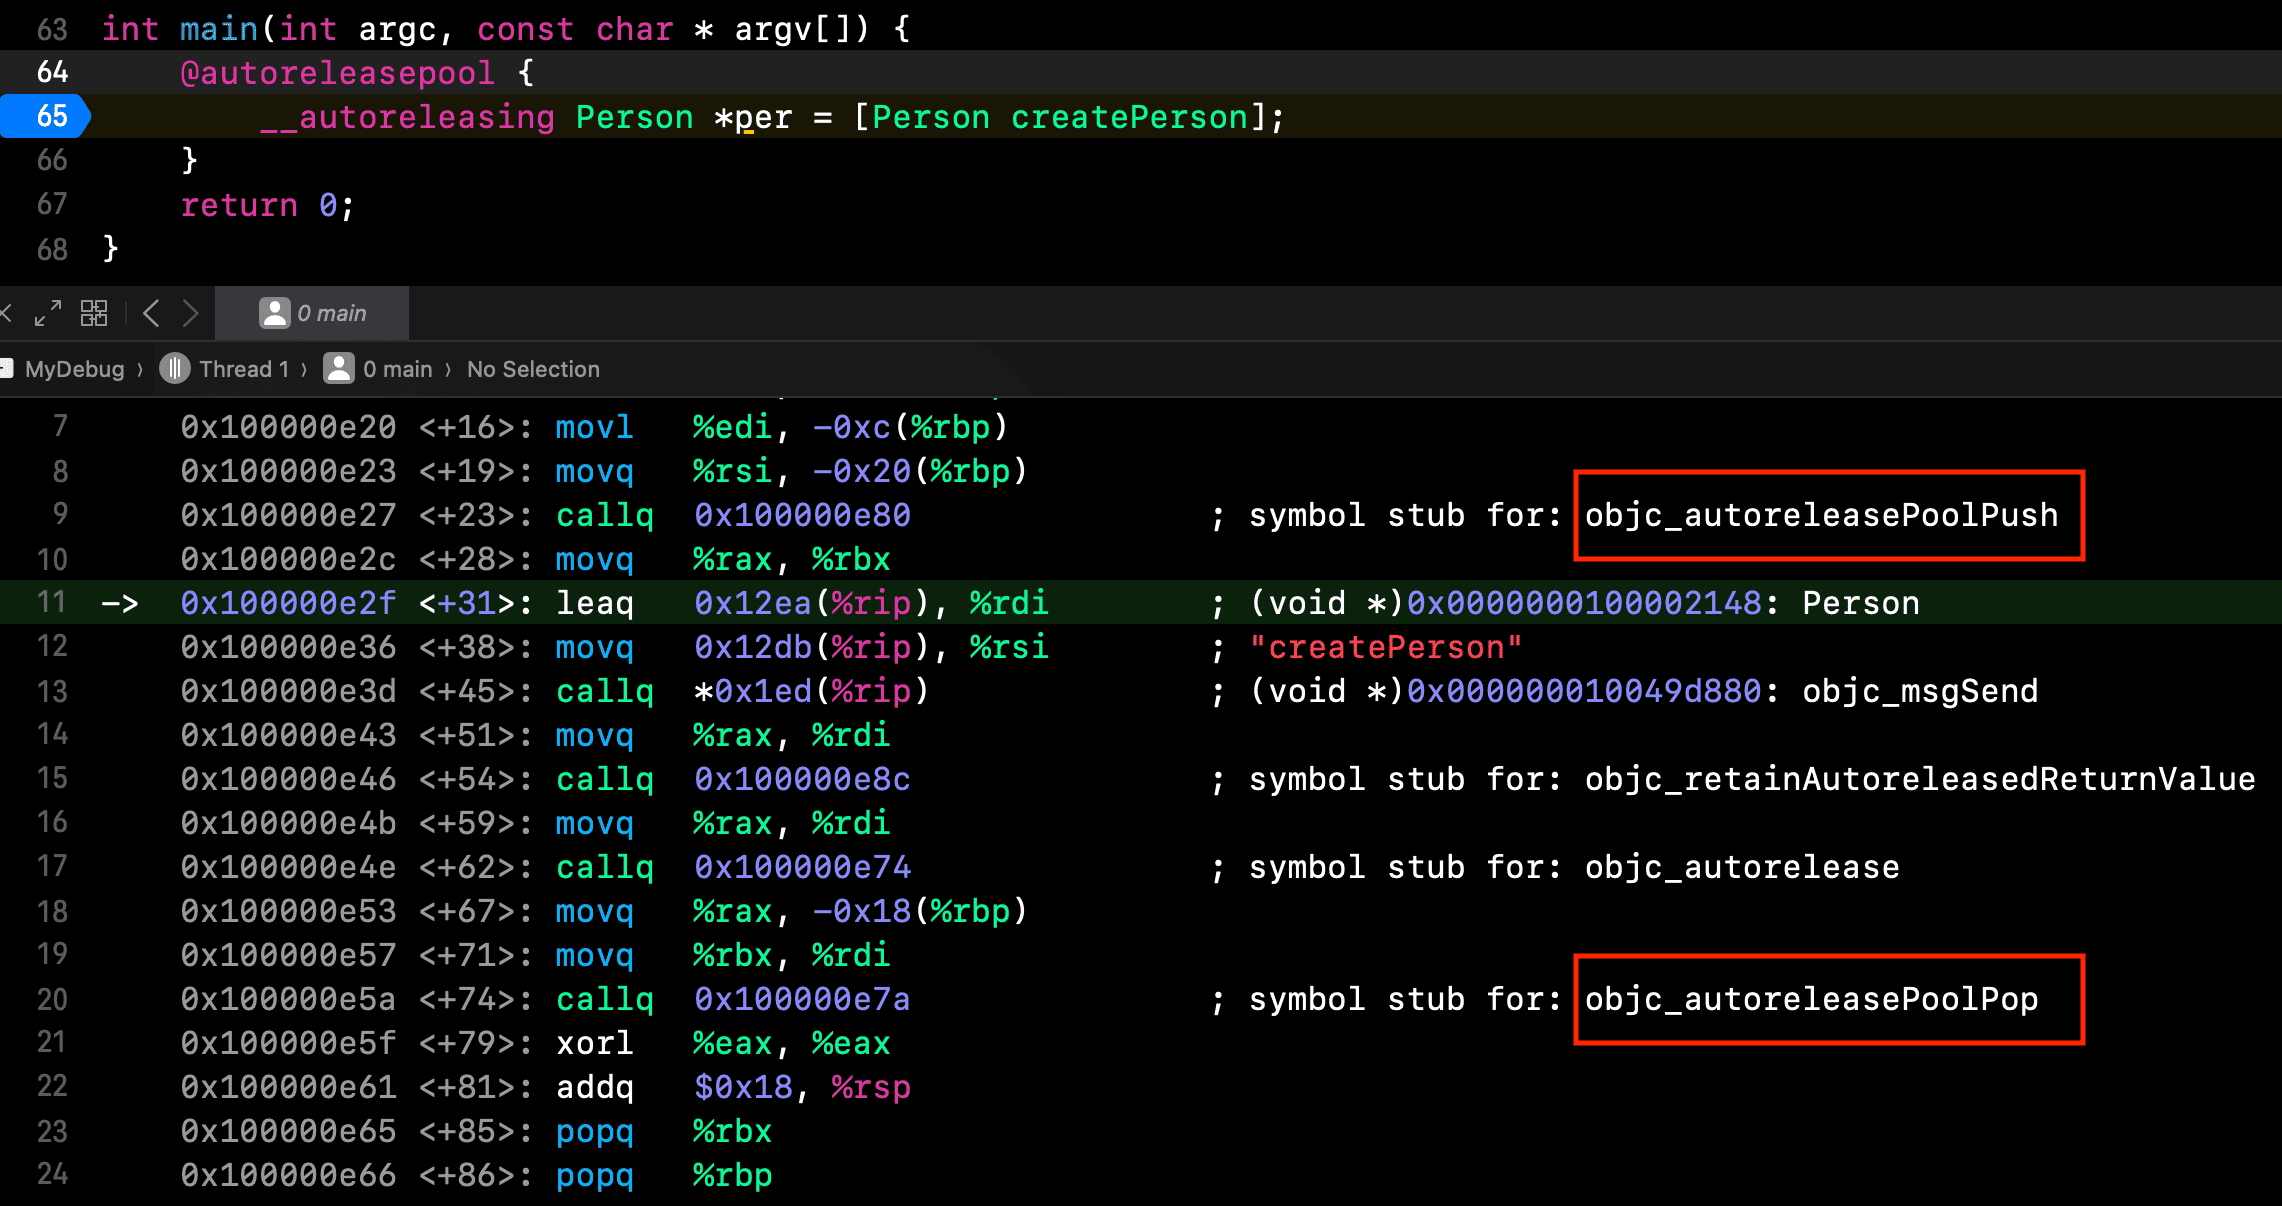 63 int main(int argc, const char * argv[]) {
64 @autoreleasepool {
65 __autoreleasing Person *per = [Person createPerson];
66 }
67 return 0;
68 }
0 main
MyDebug 〉 Thread 1 〉 0 main 〉 No Selection
7 0x100000e20 <+16>: movl %edi, -0xc(%rbp)
8 0x100000e23 <+19>: movq %rsi, -0x20(%rbp)
9 0x100000e27 <+23>: callq 0x100000e80 ; symbol stub for: objc_autoreleasePoolPush
10 0x100000e2c <+28>: movq %rax, %rbx
11 -> 0x100000e2f <+31>: leaq 0x12ea(%rip), %rdi ; (void *)0x0000000100002148: Person
12 0x100000e36 <+38>: movq 0x12db(%rip), %rsi ; "createPerson"
13 0x100000e3d <+45>: callq *0x1ed(%rip) ; (void *)0x000000010049d880: objc_msgSend
14 0x100000e43 <+51>: movq %rax, %rdi
15 0x100000e46 <+54>: callq 0x100000e8c ; symbol stub for: objc_retainAutoreleasedReturnValue
16 0x100000e4b <+59>: movq %rax, %rdi
17 0x100000e4e <+62>: callq 0x100000e74 ; symbol stub for: objc_autorelease
18 0x100000e53 <+67>: movq %rax, -0x18(%rbp)
19 0x100000e57 <+71>: movq %rbx, %rdi
20 0x100000e5a <+74>: callq 0x100000e7a ; symbol stub for: objc_autoreleasePoolPop
21 0x100000e5f <+79>: xorl %eax, %eax
22 0x100000e61 <+81>: addq $0x18, %rsp
23 0x100000e65 <+85>: popq %rbx
24 0x100000e66 <+86>: popq %rbp